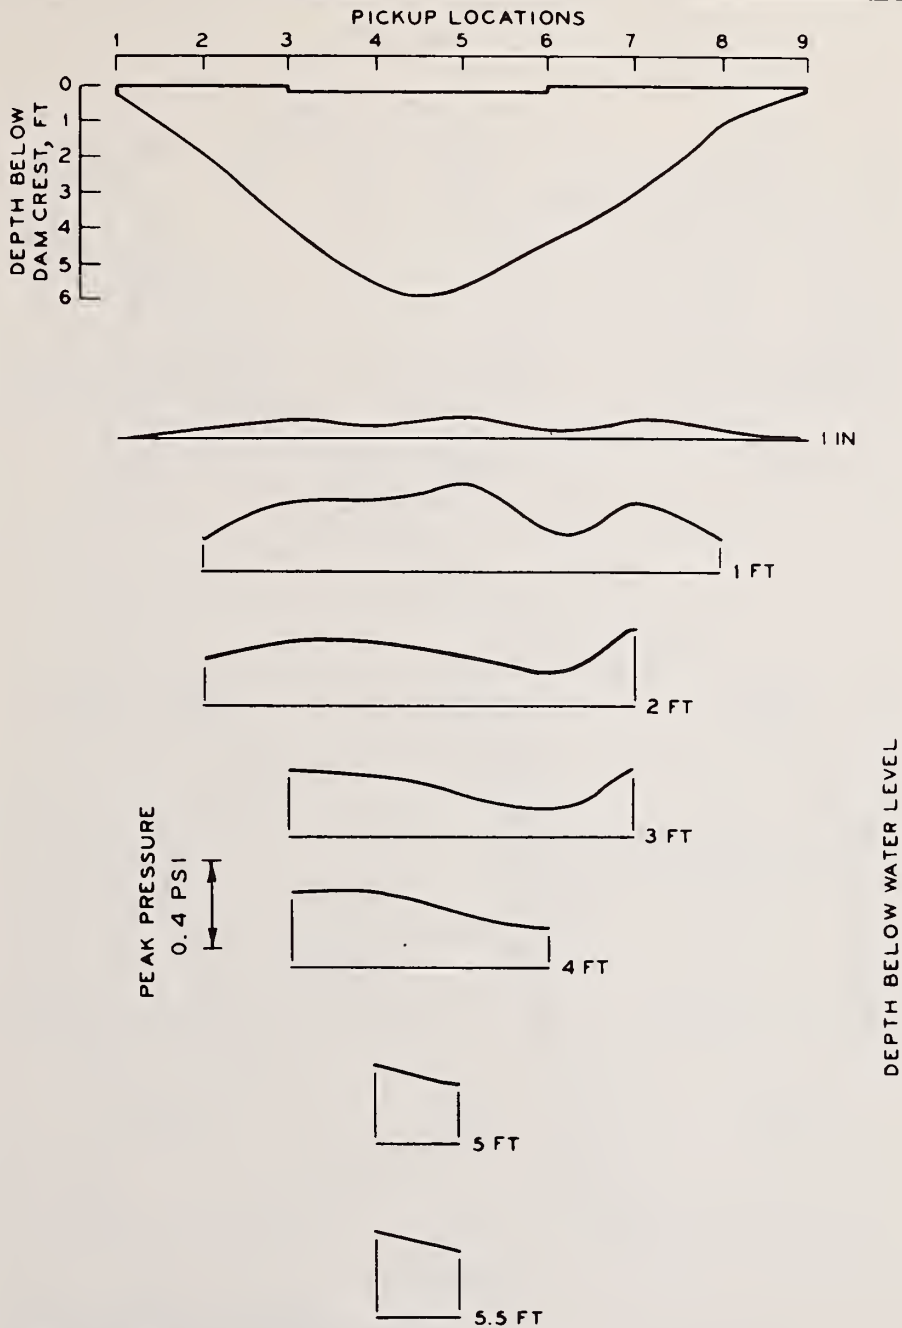 PICKUP LOCATIONS
1 2 3 4 5 6 7 8 9
DEPTH BELOW
DAM CREST, FT
0
1
2
3
4
5
6
1 IN
1 FT
2 FT
3 FT
PEAK PRESSURE
0.4 PSI
4 FT
5 FT
5.5 FT
DEPTH BELOW WATER LEVEL